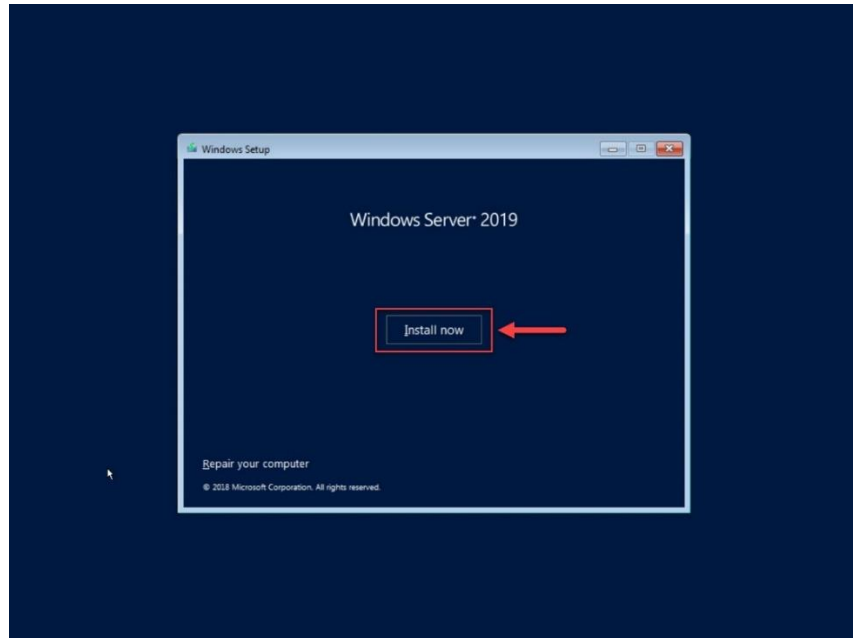 Windows Setup
Windows Server® 2019
Install now
Repair your computer
© 2018 Microsoft Corporation. All rights reserved.